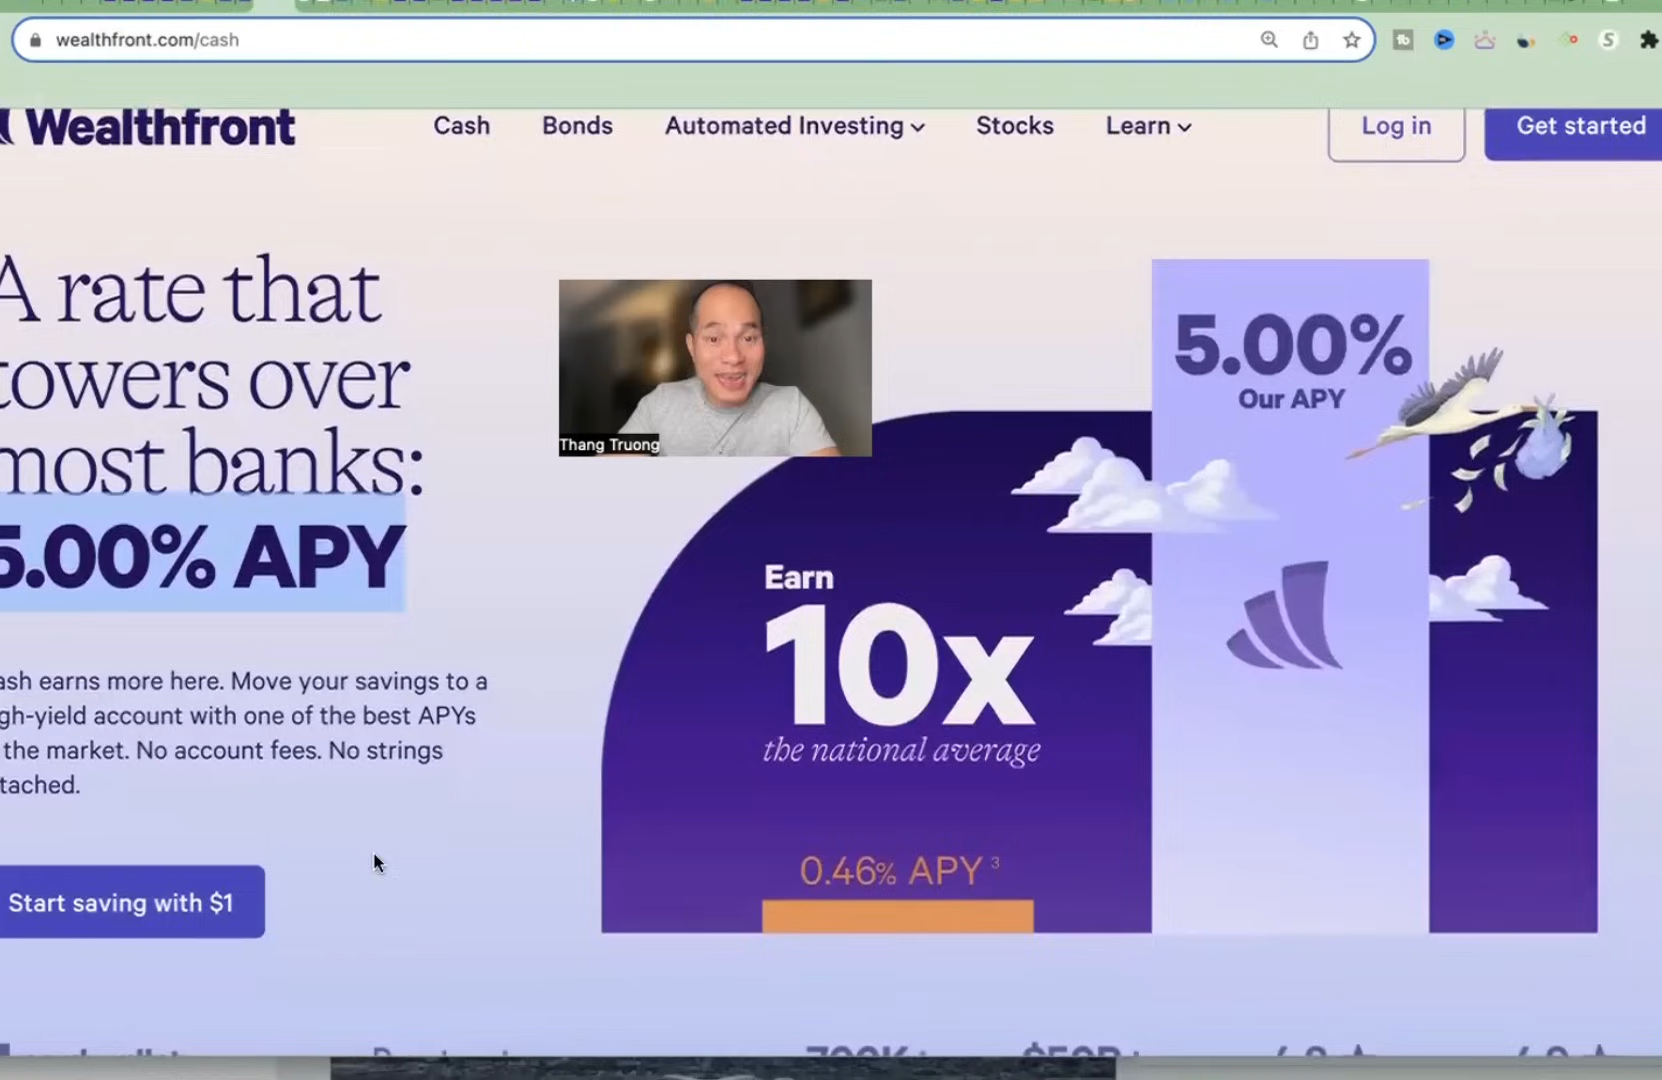 wealthfront.com/cash
Wealthfront
Cash
Bonds
Automated Investing
Stocks
Learn
Log in
Get started
A rate that
towers over
most banks:
5.00% APY
ash earns more here. Move your savings to a
gh-yield account with one of the best APYs
the market. No account fees. No strings
tached.
Start saving with $1
Thang Truong
5.00%
Our APY
Earn
10x
the national average
0.46% APY 3